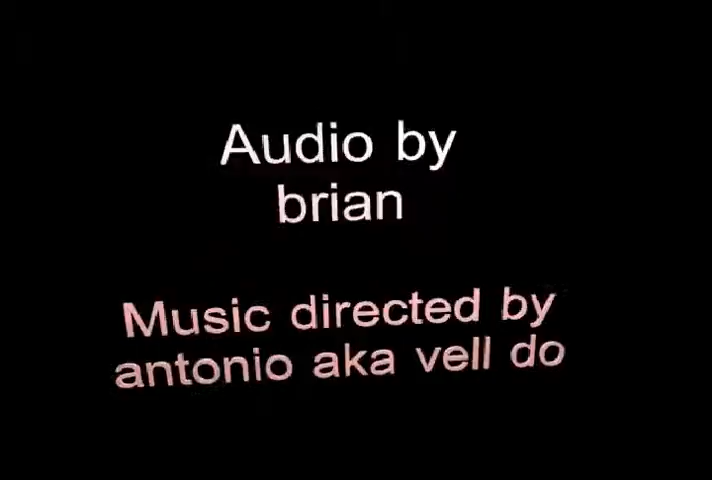 Audio by
brian
Music directed by
antonio aka vell do